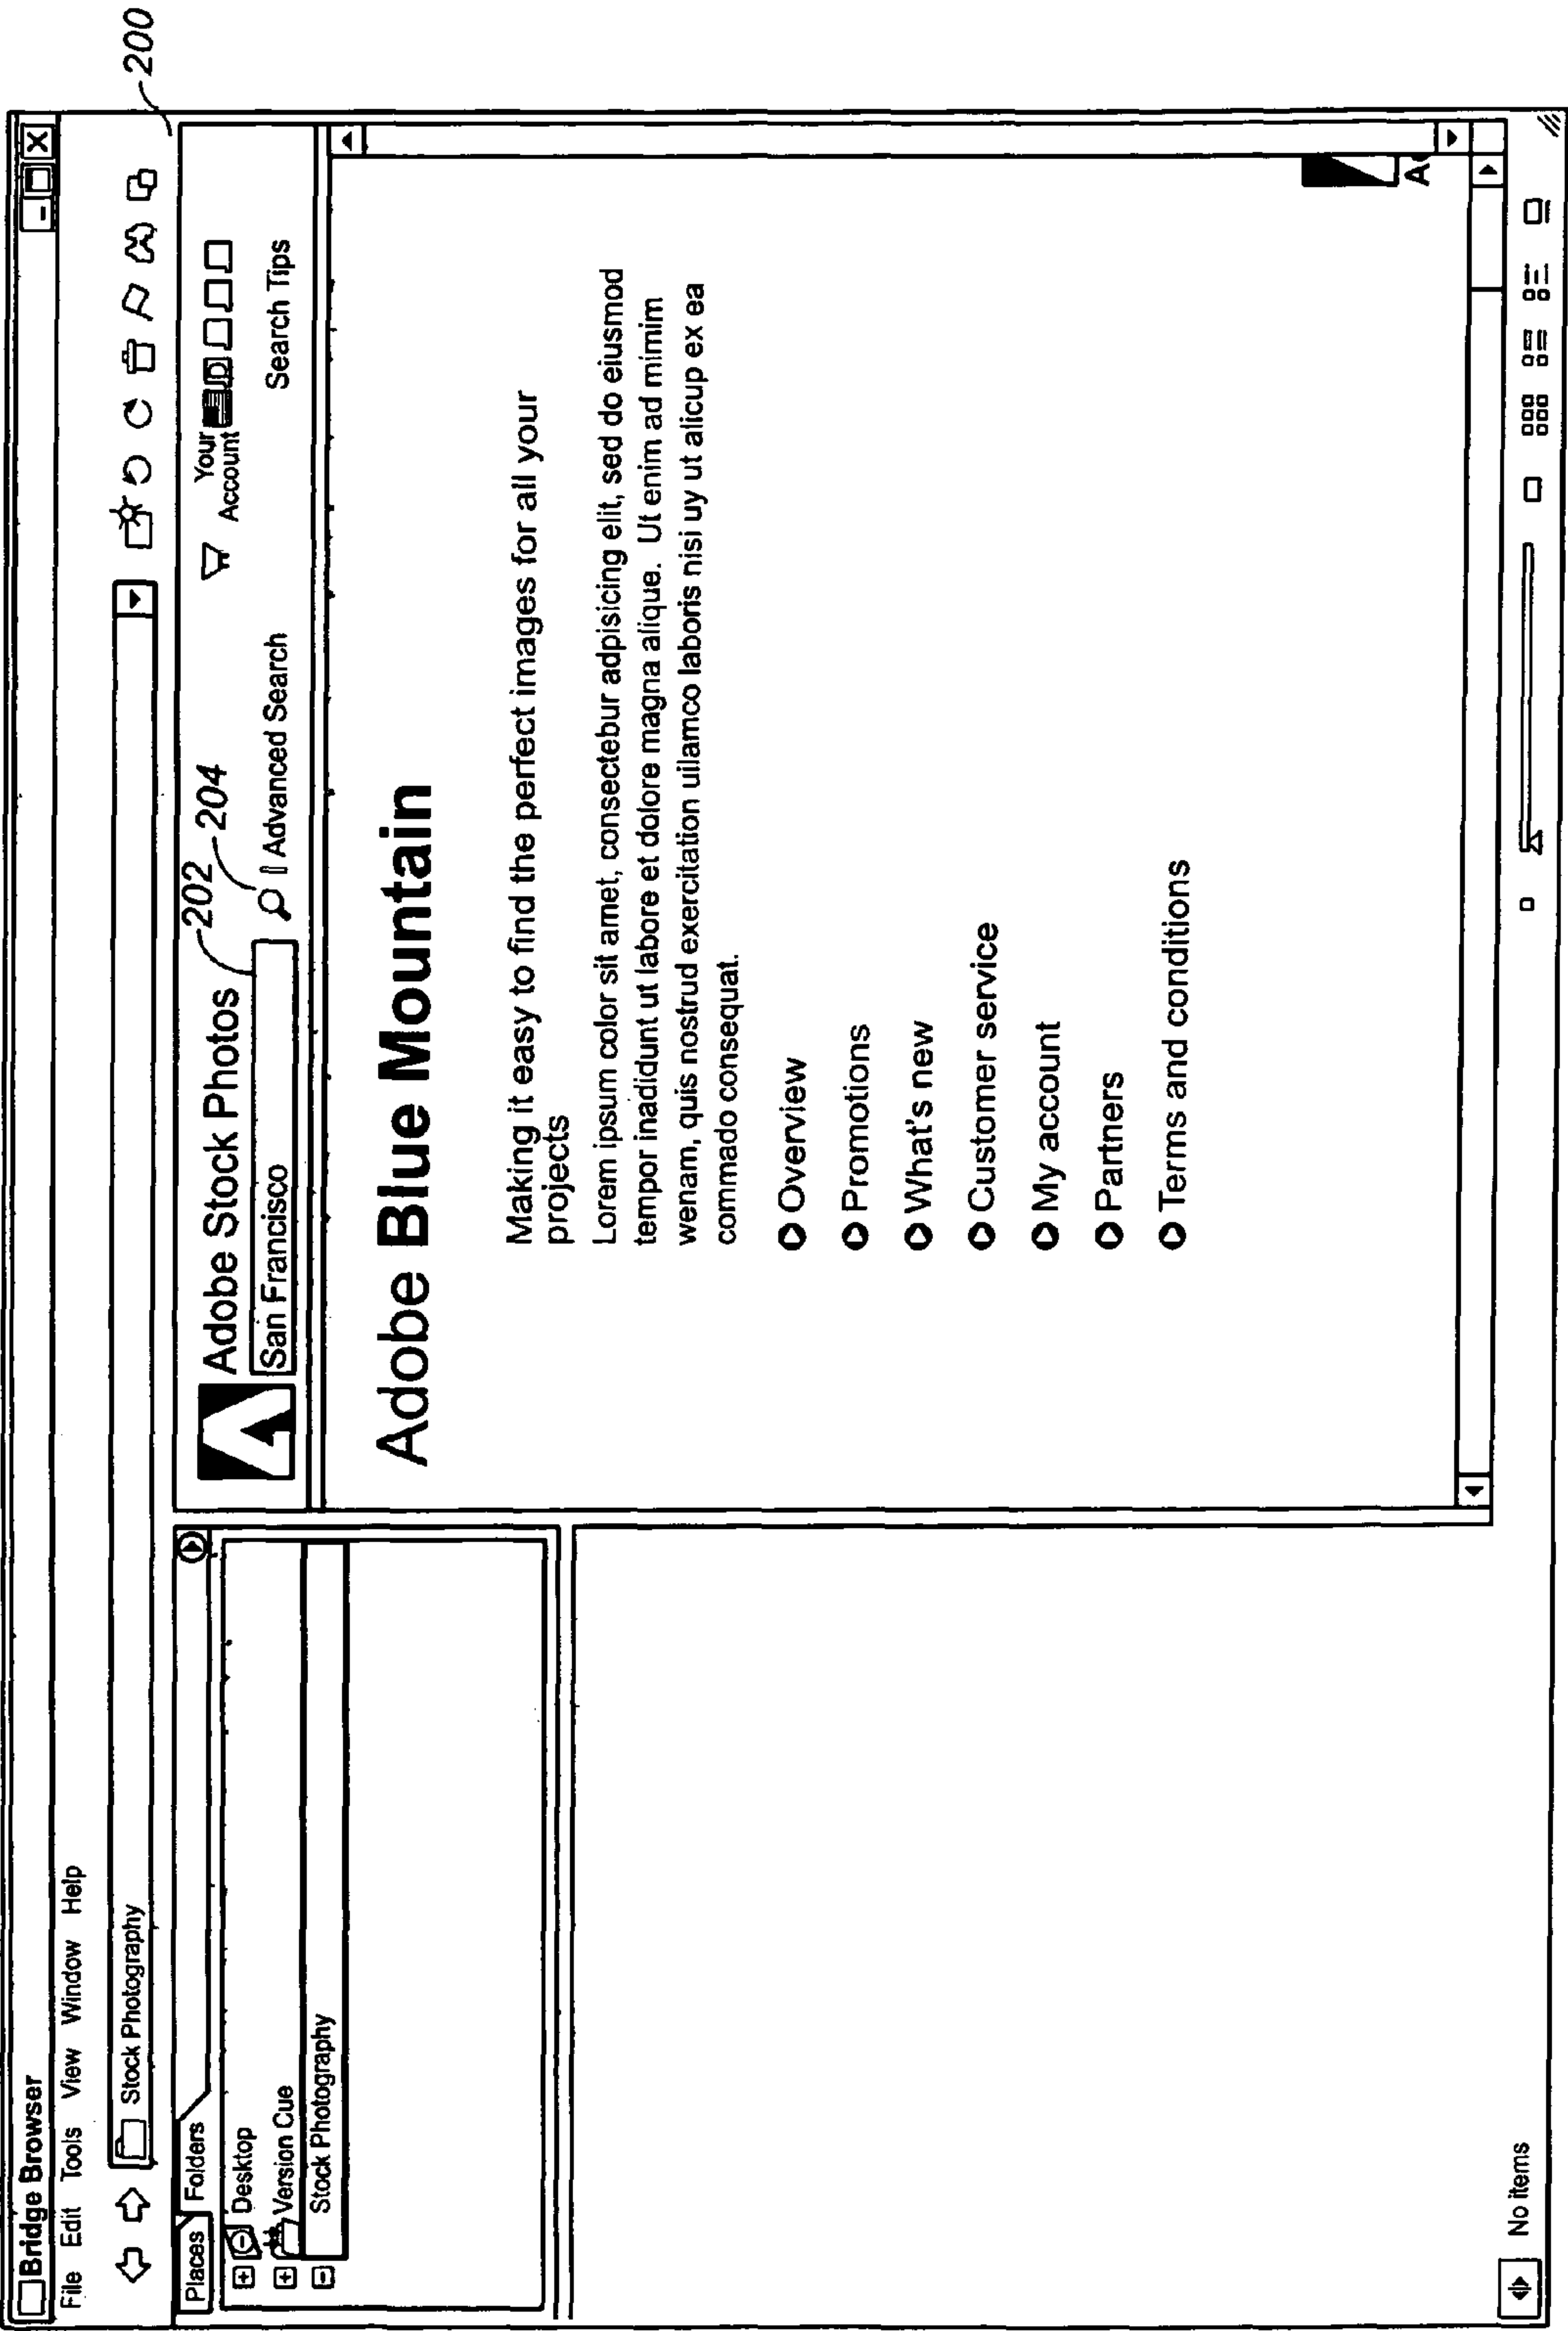 Bridge Browser
File Edit Tools View Window Help
Stock Photography
200
Places Folders
Desktop
Version Cue
Stock Photography
Adobe Stock Photos
202
204
Your
Account
San Francisco
Advanced Search
Search Tips
Adobe Blue Mountain
Making it easy to find the perfect images for all your
projects
Lorem ipsum color sit amet, consectebur adpisicing elit, sed do eiusmod
tempor inadidunt ut labore et dolore magna alique. Ut enim ad mimim
wenam, quis nostrud exercitation uilamco laboris nisi uy ut alicup ex ea
commado consequat.
Overview
Promotions
What's new
Customer service
My account
Partners
Terms and conditions
No items